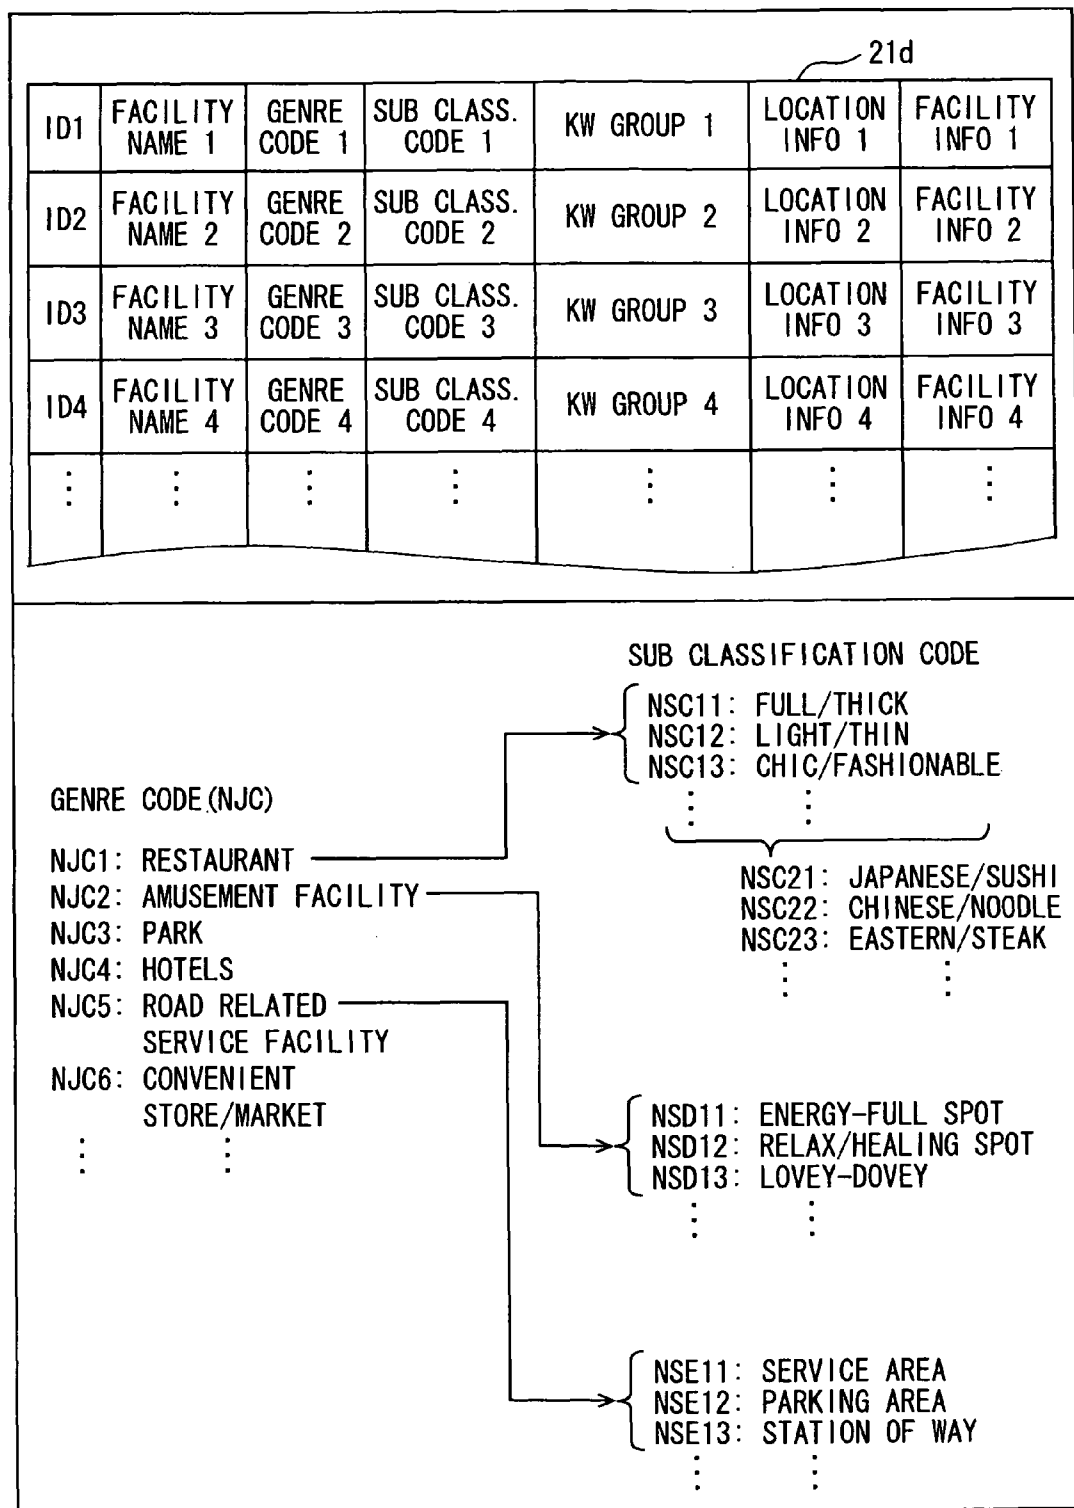 21d
ID1 FACILITY NAME 1 GENRE CODE 1 SUB CLASS. CODE 1 KW GROUP 1 LOCATION INFO 1 FACILITY INFO 1
ID2 FACILITY NAME 2 GENRE CODE 2 SUB CLASS. CODE 2 KW GROUP 2 LOCATION INFO 2 FACILITY INFO 2
ID3 FACILITY NAME 3 GENRE CODE 3 SUB CLASS. CODE 3 KW GROUP 3 LOCATION INFO 3 FACILITY INFO 3
ID4 FACILITY NAME 4 GENRE CODE 4 SUB CLASS. CODE 4 KW GROUP 4 LOCATION INFO 4 FACILITY INFO 4
GENRE CODE (NJC)
NJC1: RESTAURANT
NJC2: AMUSEMENT FACILITY
NJC3: PARK
NJC4: HOTELS
NJC5: ROAD RELATED
SERVICE FACILITY
NJC6: CONVENIENT
STORE/MARKET
SUB CLASSIFICATION CODE
NSC11: FULL/THICK
NSC12: LIGHT/THIN
NSC13: CHIC/FASHIONABLE
NSC21: JAPANESE/SUSHI
NSC22: CHINESE/NOODLE
NSC23: EASTERN/STEAK
NSD11: ENERGY-FULL SPOT
NSD12: RELAX/HEALING SPOT
NSD13: LOVEY-DOVEY
NSE11: SERVICE AREA
NSE12: PARKING AREA
NSE13: STATION OF WAY